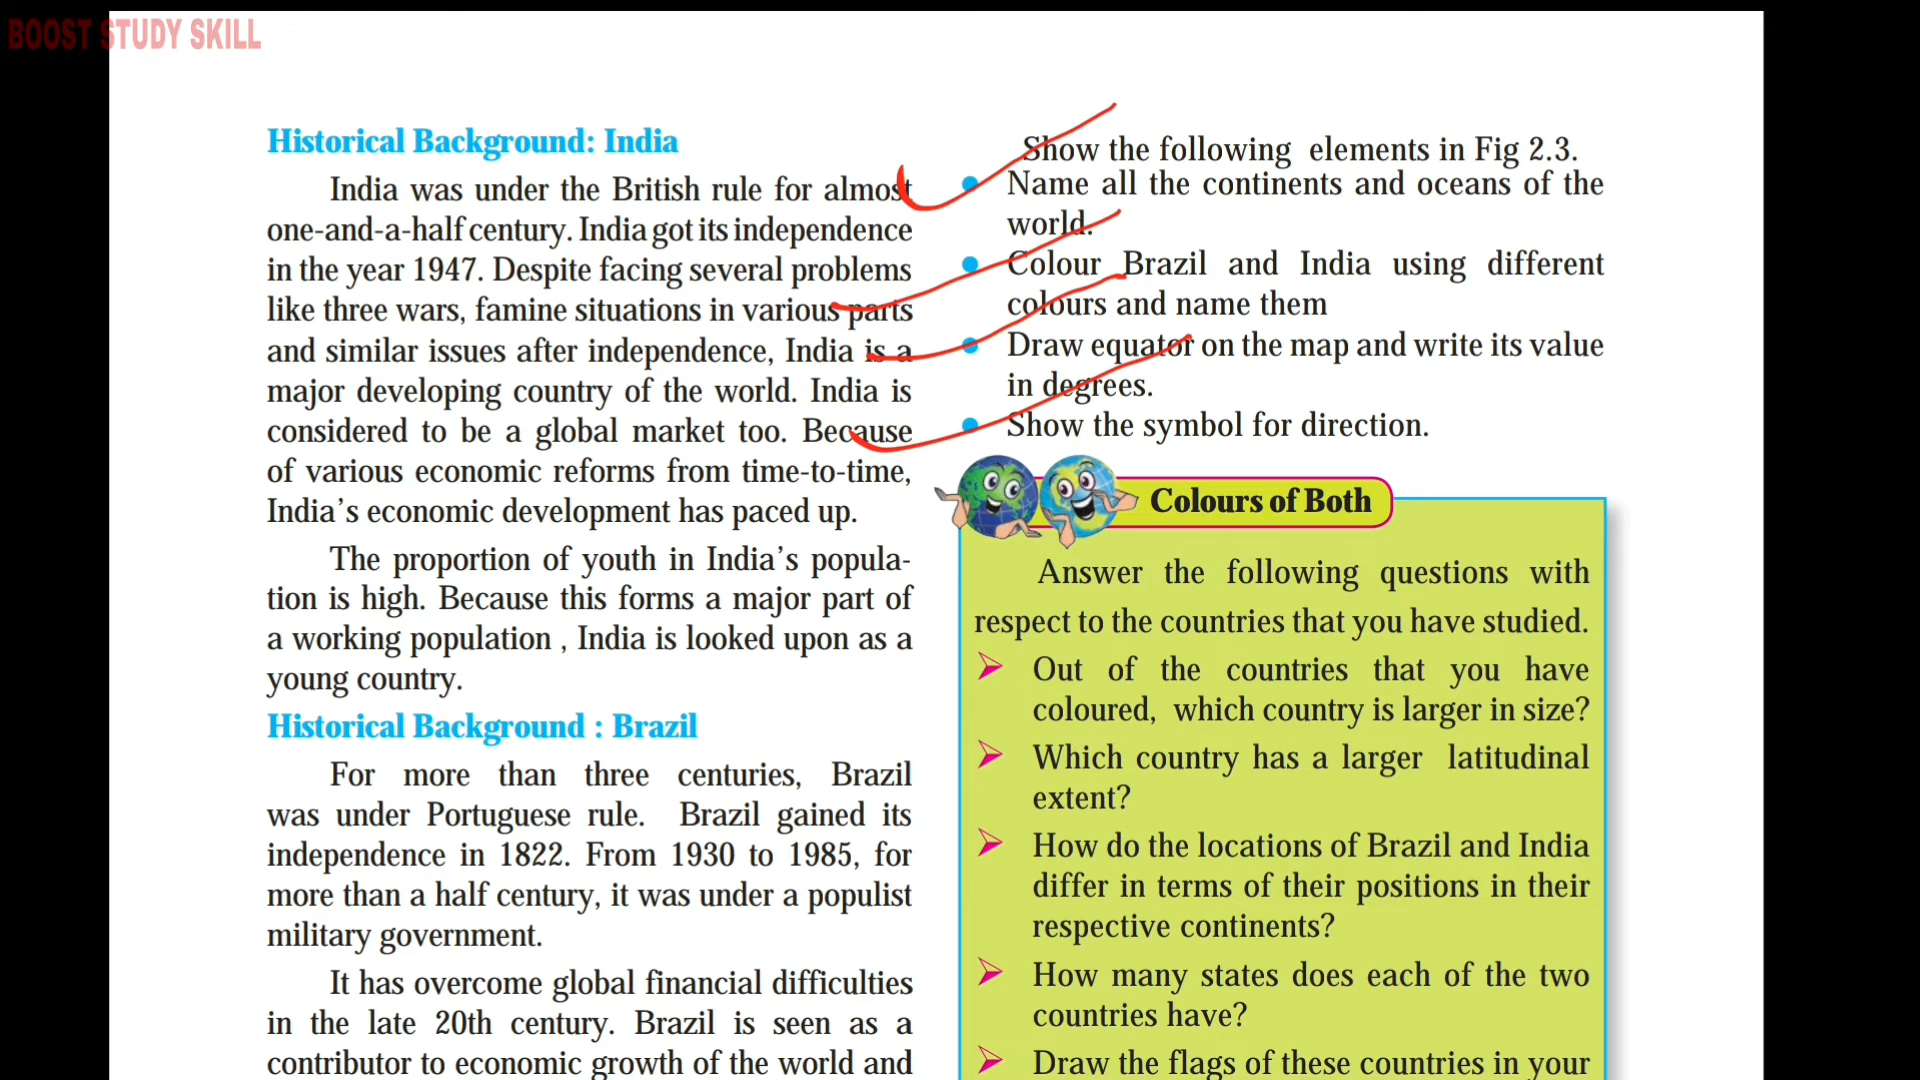 BOOST STUDY SKILL
Historical Background: India
India was under the British rule for almost
one-and-a-half century. India got its independence
in the year 1947. Despite facing several problems
like three wars, famine situations in various parts
and similar issues after independence, India is a
major developing country of the world. India is
considered to be a global market too. Because
of various economic reforms from time-to-time,
India’s economic development has paced up.
The proportion of youth in India’s popula-
tion is high. Because this forms a major part of
a working population , India is looked upon as a
young country.
Historical Background : Brazil
For more than three centuries, Brazil
was under Portuguese rule. Brazil gained its
independence in 1822. From 1930 to 1985, for
more than a half century, it was under a populist
military government.
It has overcome global financial difficulties
in the late 20th century. Brazil is seen as a
contributor to economic growth of the world and
Show the following elements in Fig 2.3.
Name all the continents and oceans of the
world.
Colour Brazil and India using different
colours and name them
Draw equator on the map and write its value
in degrees.
Show the symbol for direction.
Colours of Both
Answer the following questions with
respect to the countries that you have studied.
Out of the countries that you have
coloured, which country is larger in size?
Which country has a larger latitudinal
extent?
How do the locations of Brazil and India
differ in terms of their positions in their
respective continents?
How many states does each of the two
countries have?
Draw the flags of these countries in your